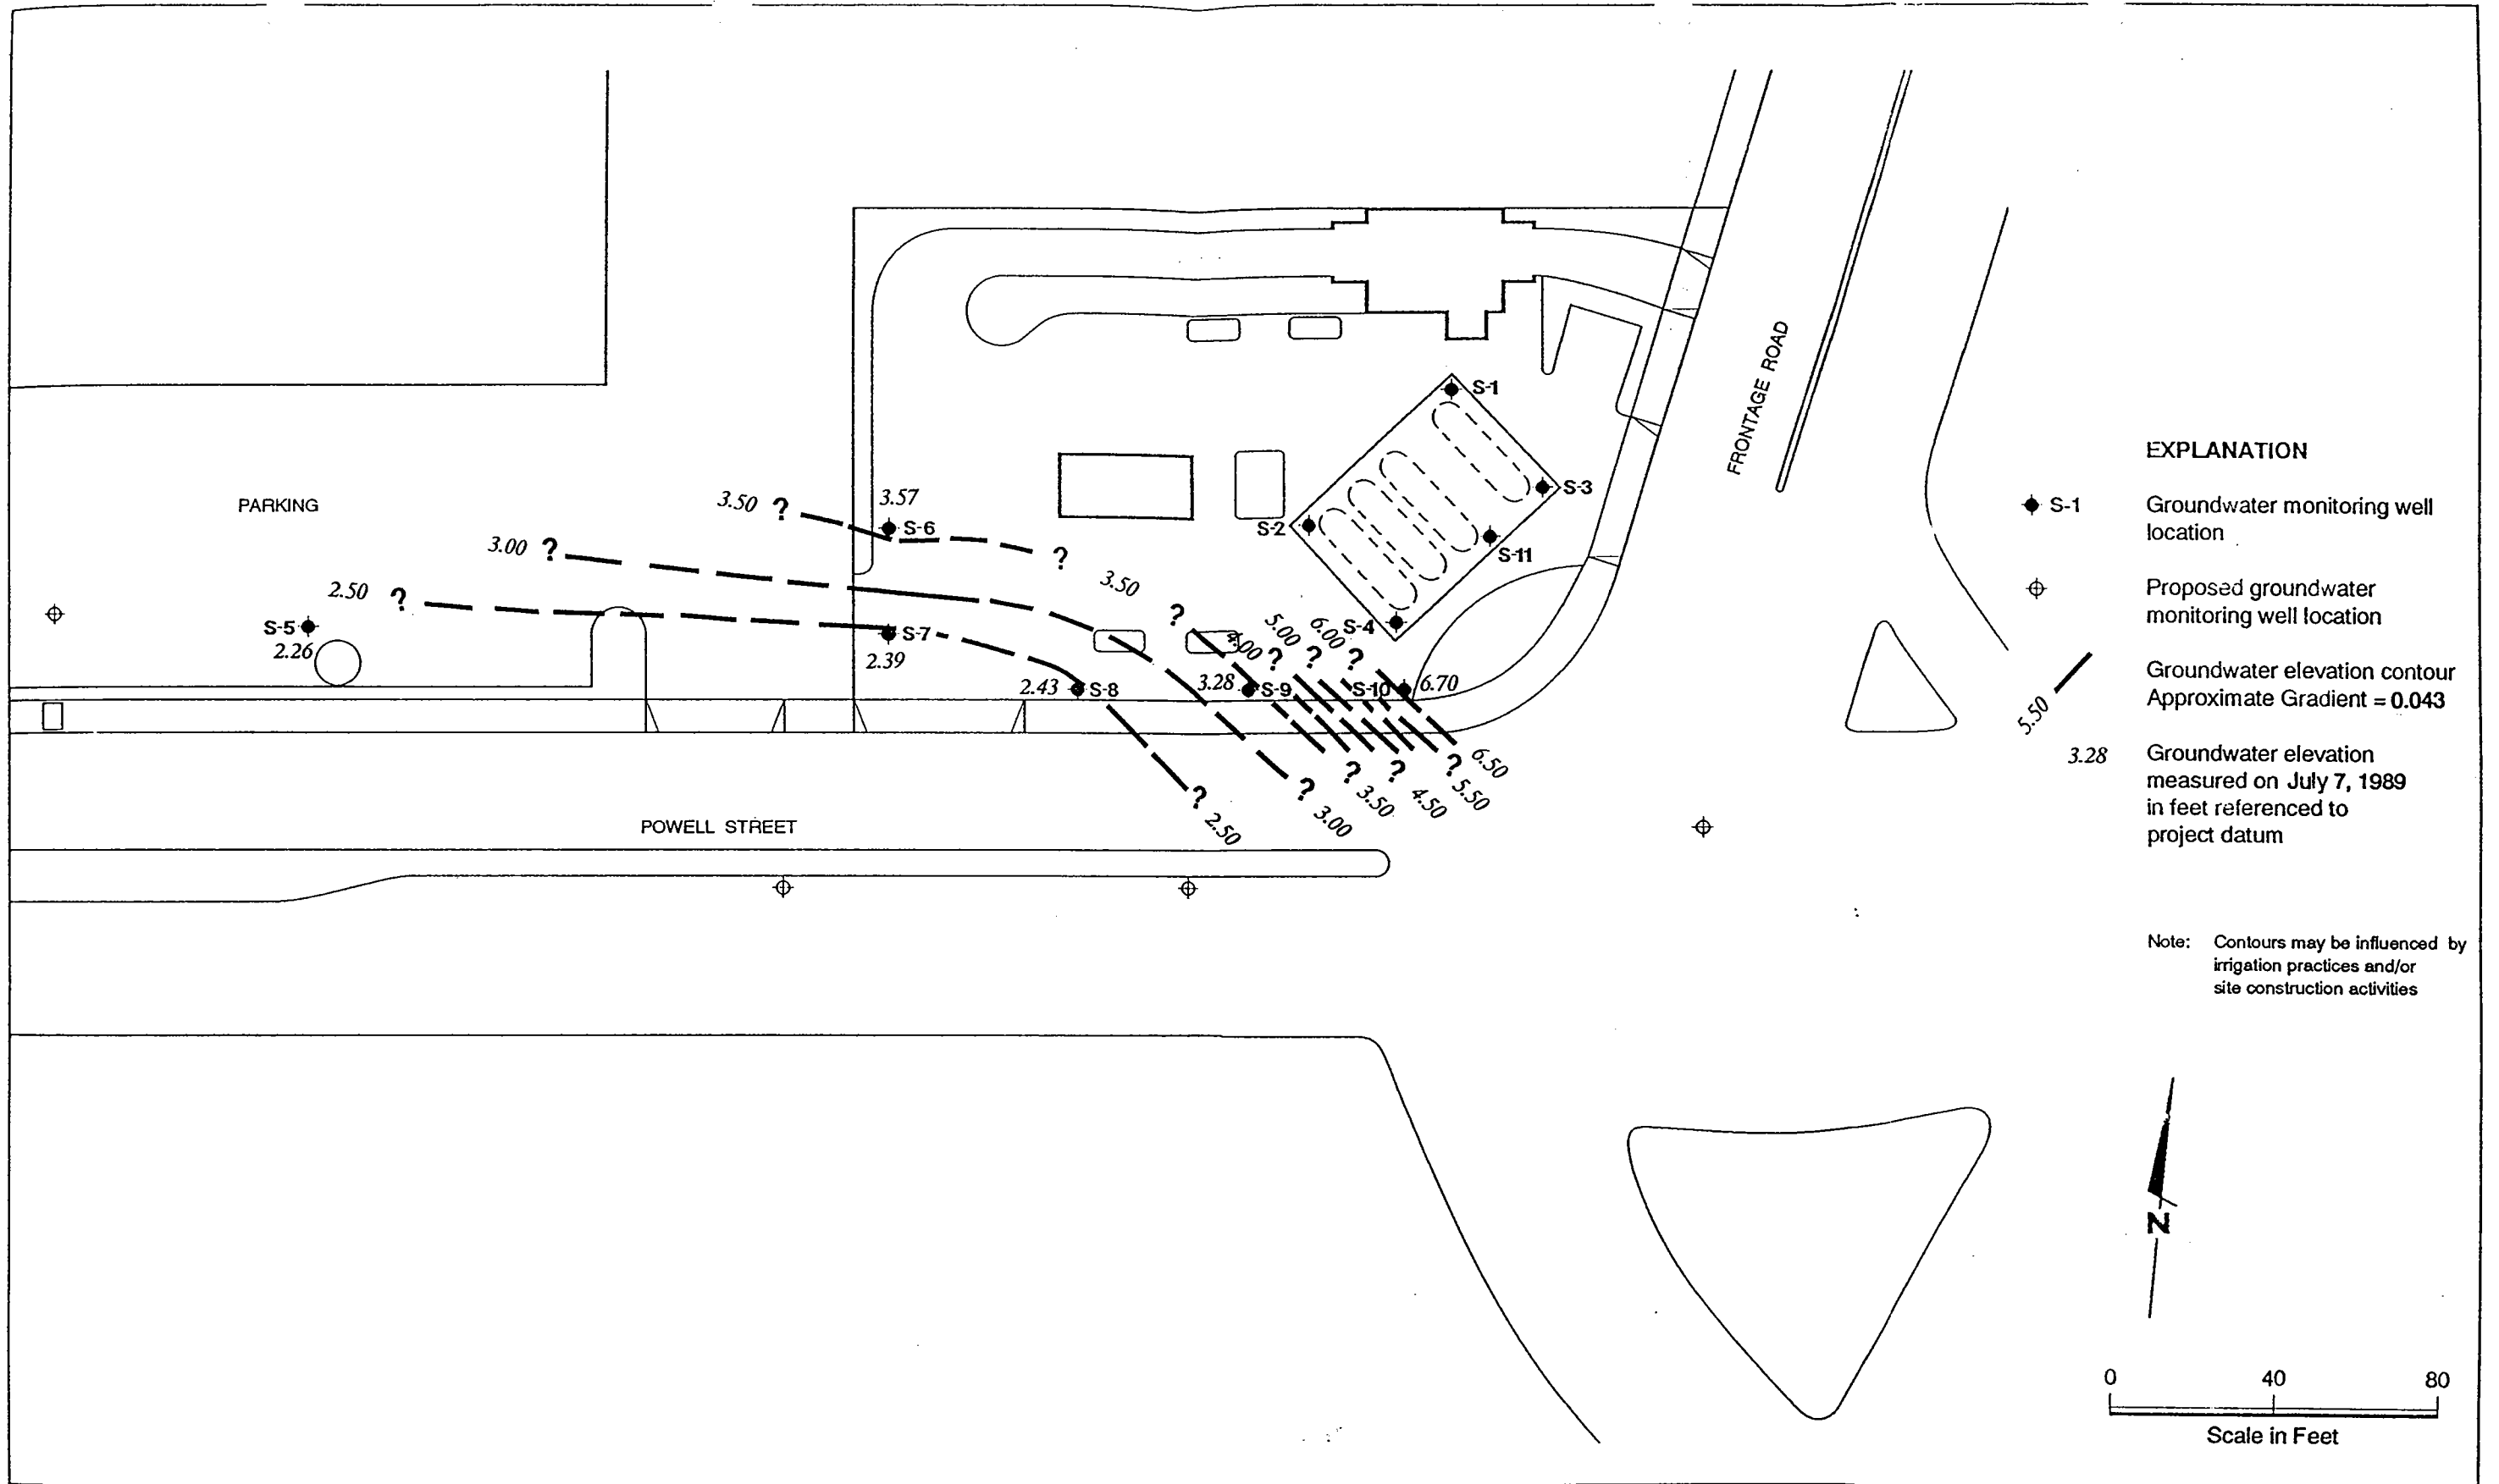 S-1
FRONTAGE ROAD
S-3
S-2
S-11
3.57
3.50 ?
S-6
PARKING
3.00 ?
?
3.50
2.50 ?
?
S-4
S-5
S-7
4.00
5.00
6.00
? ? ?
2.26
2.39
2.43
S-8
3.28
S-9
S-10
6.70
? 2.50
? 3.00
? 3.50
? 4.50
? 5.50
6.50
POWELL STREET
EXPLANATION
S-1 Groundwater monitoring well
location
Proposed groundwater
monitoring well location
5.50
Groundwater elevation contour
Approximate Gradient = 0.043
3.28 Groundwater elevation
measured on July 7, 1989
in feet referenced to
project datum
Note: Contours may be influenced by
irrigation practices and/or
site construction activities
N
0 40 80
Scale in Feet